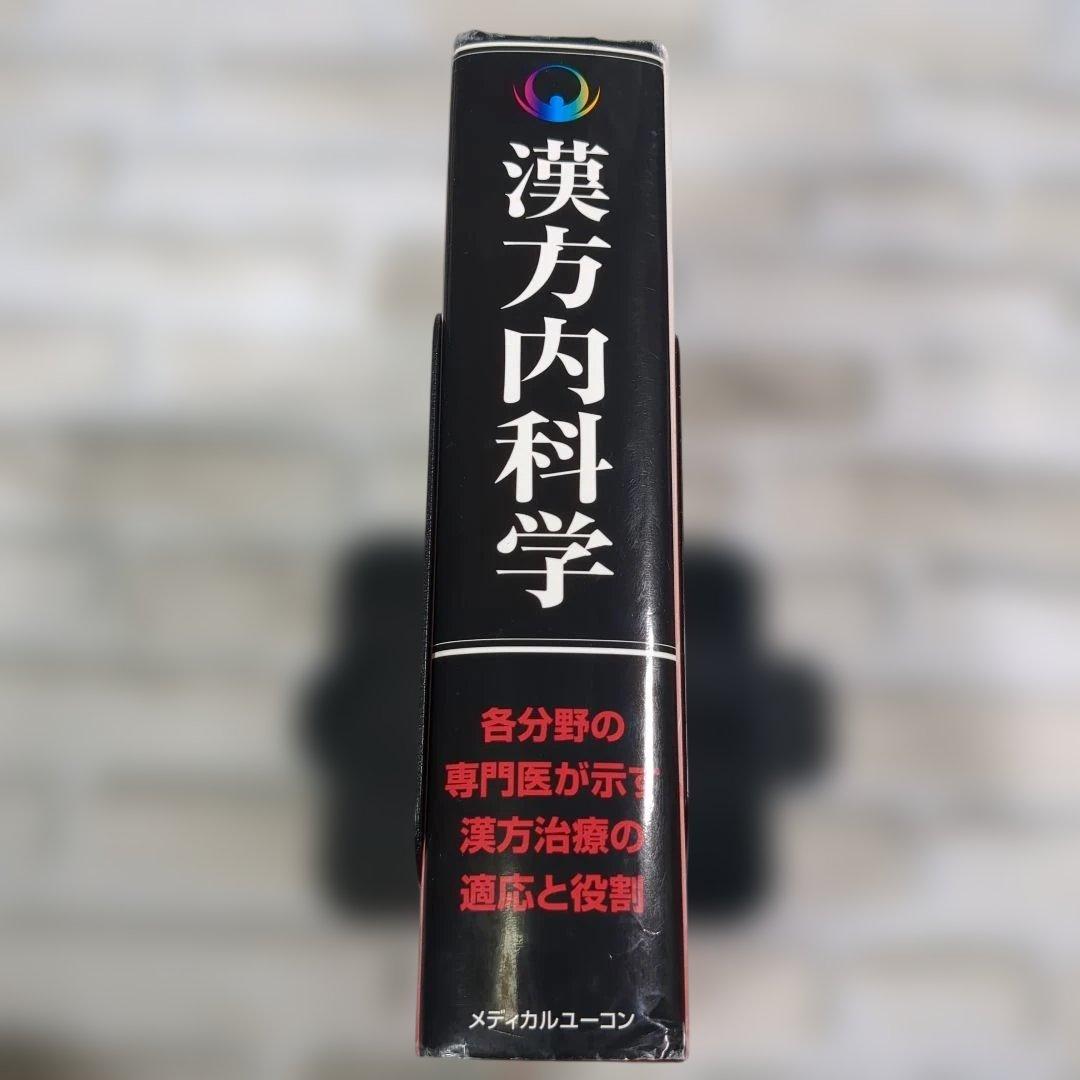 漢方内科学
各分野の
専門医が示す
漢方治療の
適応と役割
メディカルユーコン